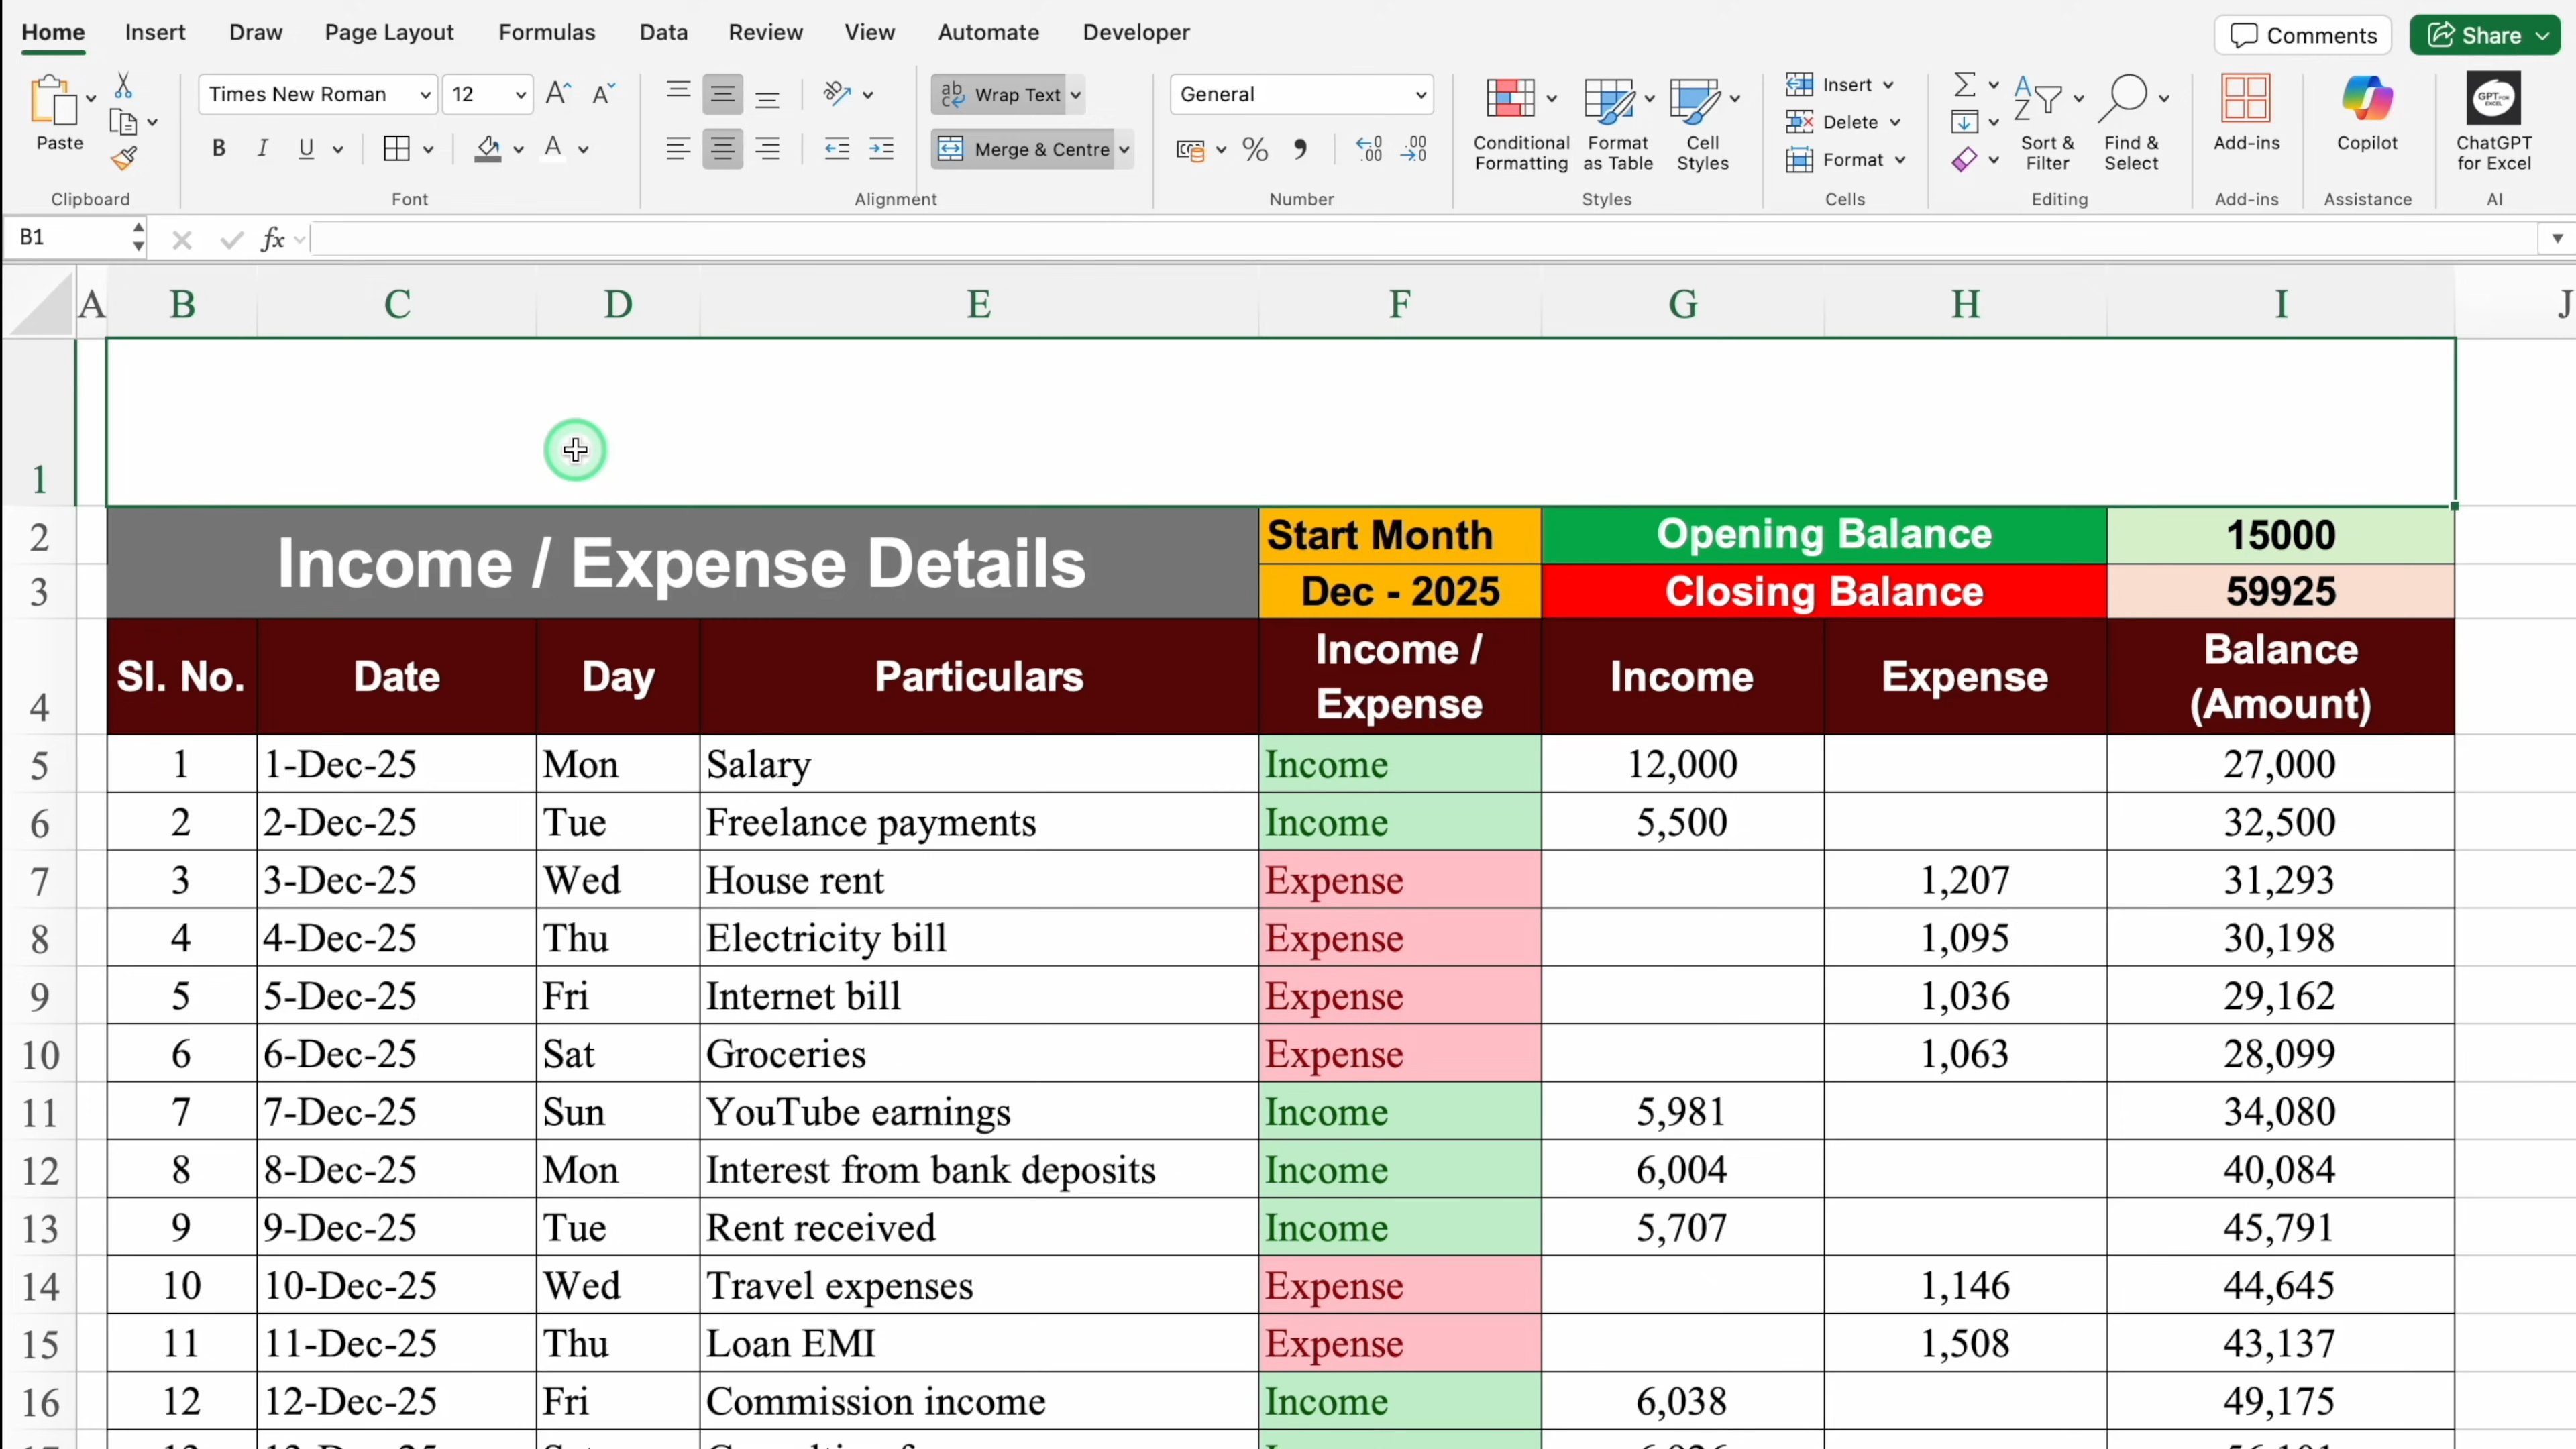 Home Insert Draw Page Layout Formulas Data Review View Automate Developer Comments Share
Paste Times New Roman 12 Wrap Text General Insert
B I U A Merge & Centre % Conditional Formatting Format as Table Cell Styles Delete Format Sort & Filter Find & Select Add-ins Copilot ChatGPT for Excel
Clipboard Font Alignment Number Styles Cells Editing Add-ins Assistance AI
B1 fx
A B C D E F G H I J
1
2 Income / Expense Details Start Month Opening Balance 15000
3 Dec - 2025 Closing Balance 59925
4 Sl. No. Date Day Particulars Income / Expense Income Expense Balance (Amount)
5 1 1-Dec-25 Mon Salary Income 12,000 27,000
6 2 2-Dec-25 Tue Freelance payments Income 5,500 32,500
7 3 3-Dec-25 Wed House rent Expense 1,207 31,293
8 4 4-Dec-25 Thu Electricity bill Expense 1,095 30,198
9 5 5-Dec-25 Fri Internet bill Expense 1,036 29,162
10 6 6-Dec-25 Sat Groceries Expense 1,063 28,099
11 7 7-Dec-25 Sun YouTube earnings Income 5,981 34,080
12 8 8-Dec-25 Mon Interest from bank deposits Income 6,004 40,084
13 9 9-Dec-25 Tue Rent received Income 5,707 45,791
14 10 10-Dec-25 Wed Travel expenses Expense 1,146 44,645
15 11 11-Dec-25 Thu Loan EMI Expense 1,508 43,137
16 12 12-Dec-25 Fri Commission income Income 6,038 49,175